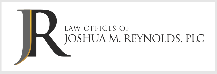 JR
LAW OFFICES OF
JOSHUA M. REYNOLDS, PLC